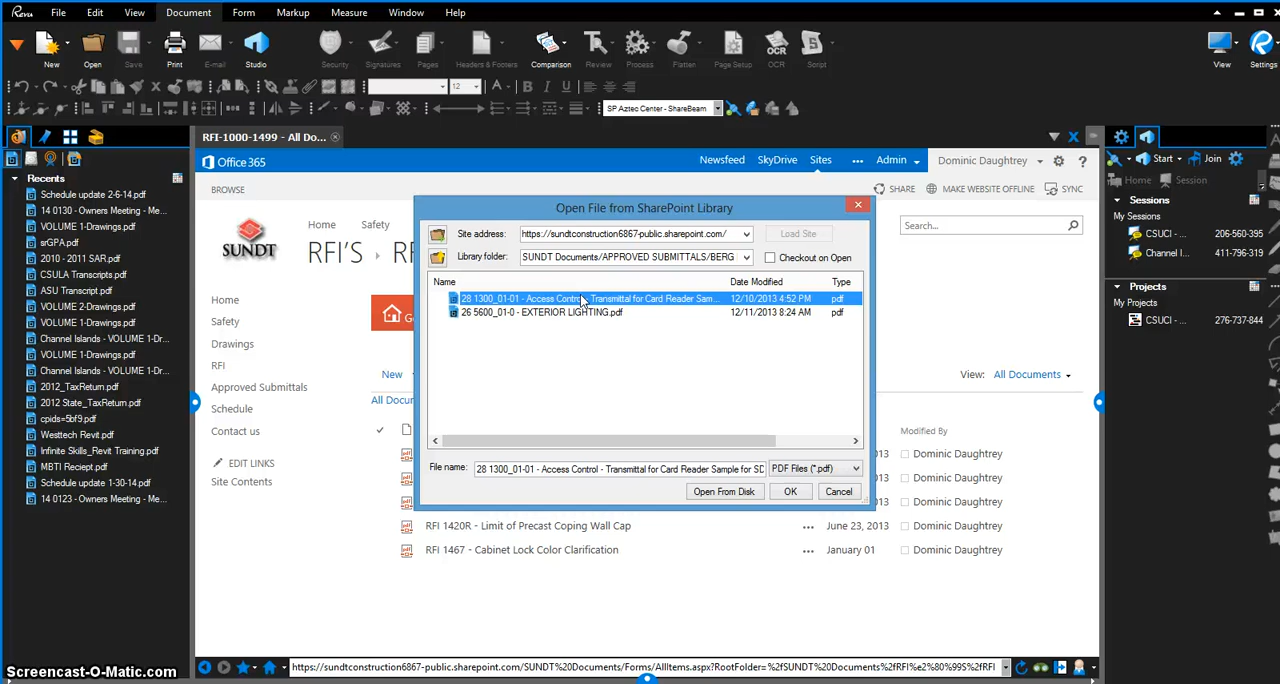 Revu File Edit View Document Form Markup Measure Window Help
New Open Save Print E-mail Studio Security Signatures Pages Headers & Footers Comparison Review Process Flatten Page Setup OCR Script View Settings
12 A B I U
SP Aztec Center - ShareBeam
RFI-1000-1499 - All Do...
Start Join
Recents
Office 365 Newsfeed SkyDrive Sites ... Admin Dominic Daughtrey ?
Home Session
Schedule update 2-6-14.pdf
14 0130 - Owners Meeting - Me...
VOLUME 1-Drawings.pdf
srGPA.pdf
2010 - 2011 SAR.pdf
CSULA Transcripts.pdf
ASU Transcript.pdf
VOLUME 2-Drawings.pdf
VOLUME 1-Drawings.pdf
Channel Islands - VOLUME 1-Dr...
VOLUME 1-Drawings.pdf
Channel Islands - VOLUME 1-Dr...
2012_TaxReturn.pdf
2012 State_TaxReturn.pdf
cpids=5bf9.pdf
Westtech Revit.pdf
Infinite Skills_Revit Training.pdf
MBTI Reciept.pdf
Schedule update 1-30-14.pdf
14 0123 - Owners Meeting - Me...
BROWSE SHARE MAKE WEBSITE OFFLINE SYNC
SUNDT
Home Safety
RFI'S RF
Search...
Home
Safety
Drawings
RFI
Approved Submittals
Schedule
Contact us
EDIT LINKS
Site Contents
G
New
All Docur
View: All Documents
Modified By
13 Dominic Daughtrey
13 Dominic Daughtrey
13 Dominic Daughtrey
RFI 1420R - Limit of Precast Coping Wall Cap ... June 23, 2013 Dominic Daughtrey
RFI 1467 - Cabinet Lock Color Clarification ... January 01 Dominic Daughtrey
Open File from SharePoint Library
Site address: https://sundtconstruction6867-public.sharepoint.com/ Load Site
Library folder: SUNDT Documents/APPROVED SUBMITTALS/BERG Checkout on Open
Name Date Modified Type
28 1300_01-01 - Access Control - Transmittal for Card Reader Sam... 12/10/2013 4:52 PM pdf
26 5600_01-0 - EXTERIOR LIGHTING.pdf 12/11/2013 8:24 AM pdf
File name: 28 1300_01-01 - Access Control - Transmittal for Card Reader Sample for SD PDF Files (*.pdf)
Open From Disk OK Cancel
Sessions
My Sessions
CSUCI - ... 206-560-395
Channel I... 411-796-319
Projects
My Projects
CSUCI - ... 276-737-844
https://sundtconstruction6867-public.sharepoint.com/SUNDT%20Documents/Forms/AllItems.aspx?RootFolder=%2fSUNDT%20Documents%2fRFI%e2%80%99S%2fRFI
Screencast-O-Matic.com